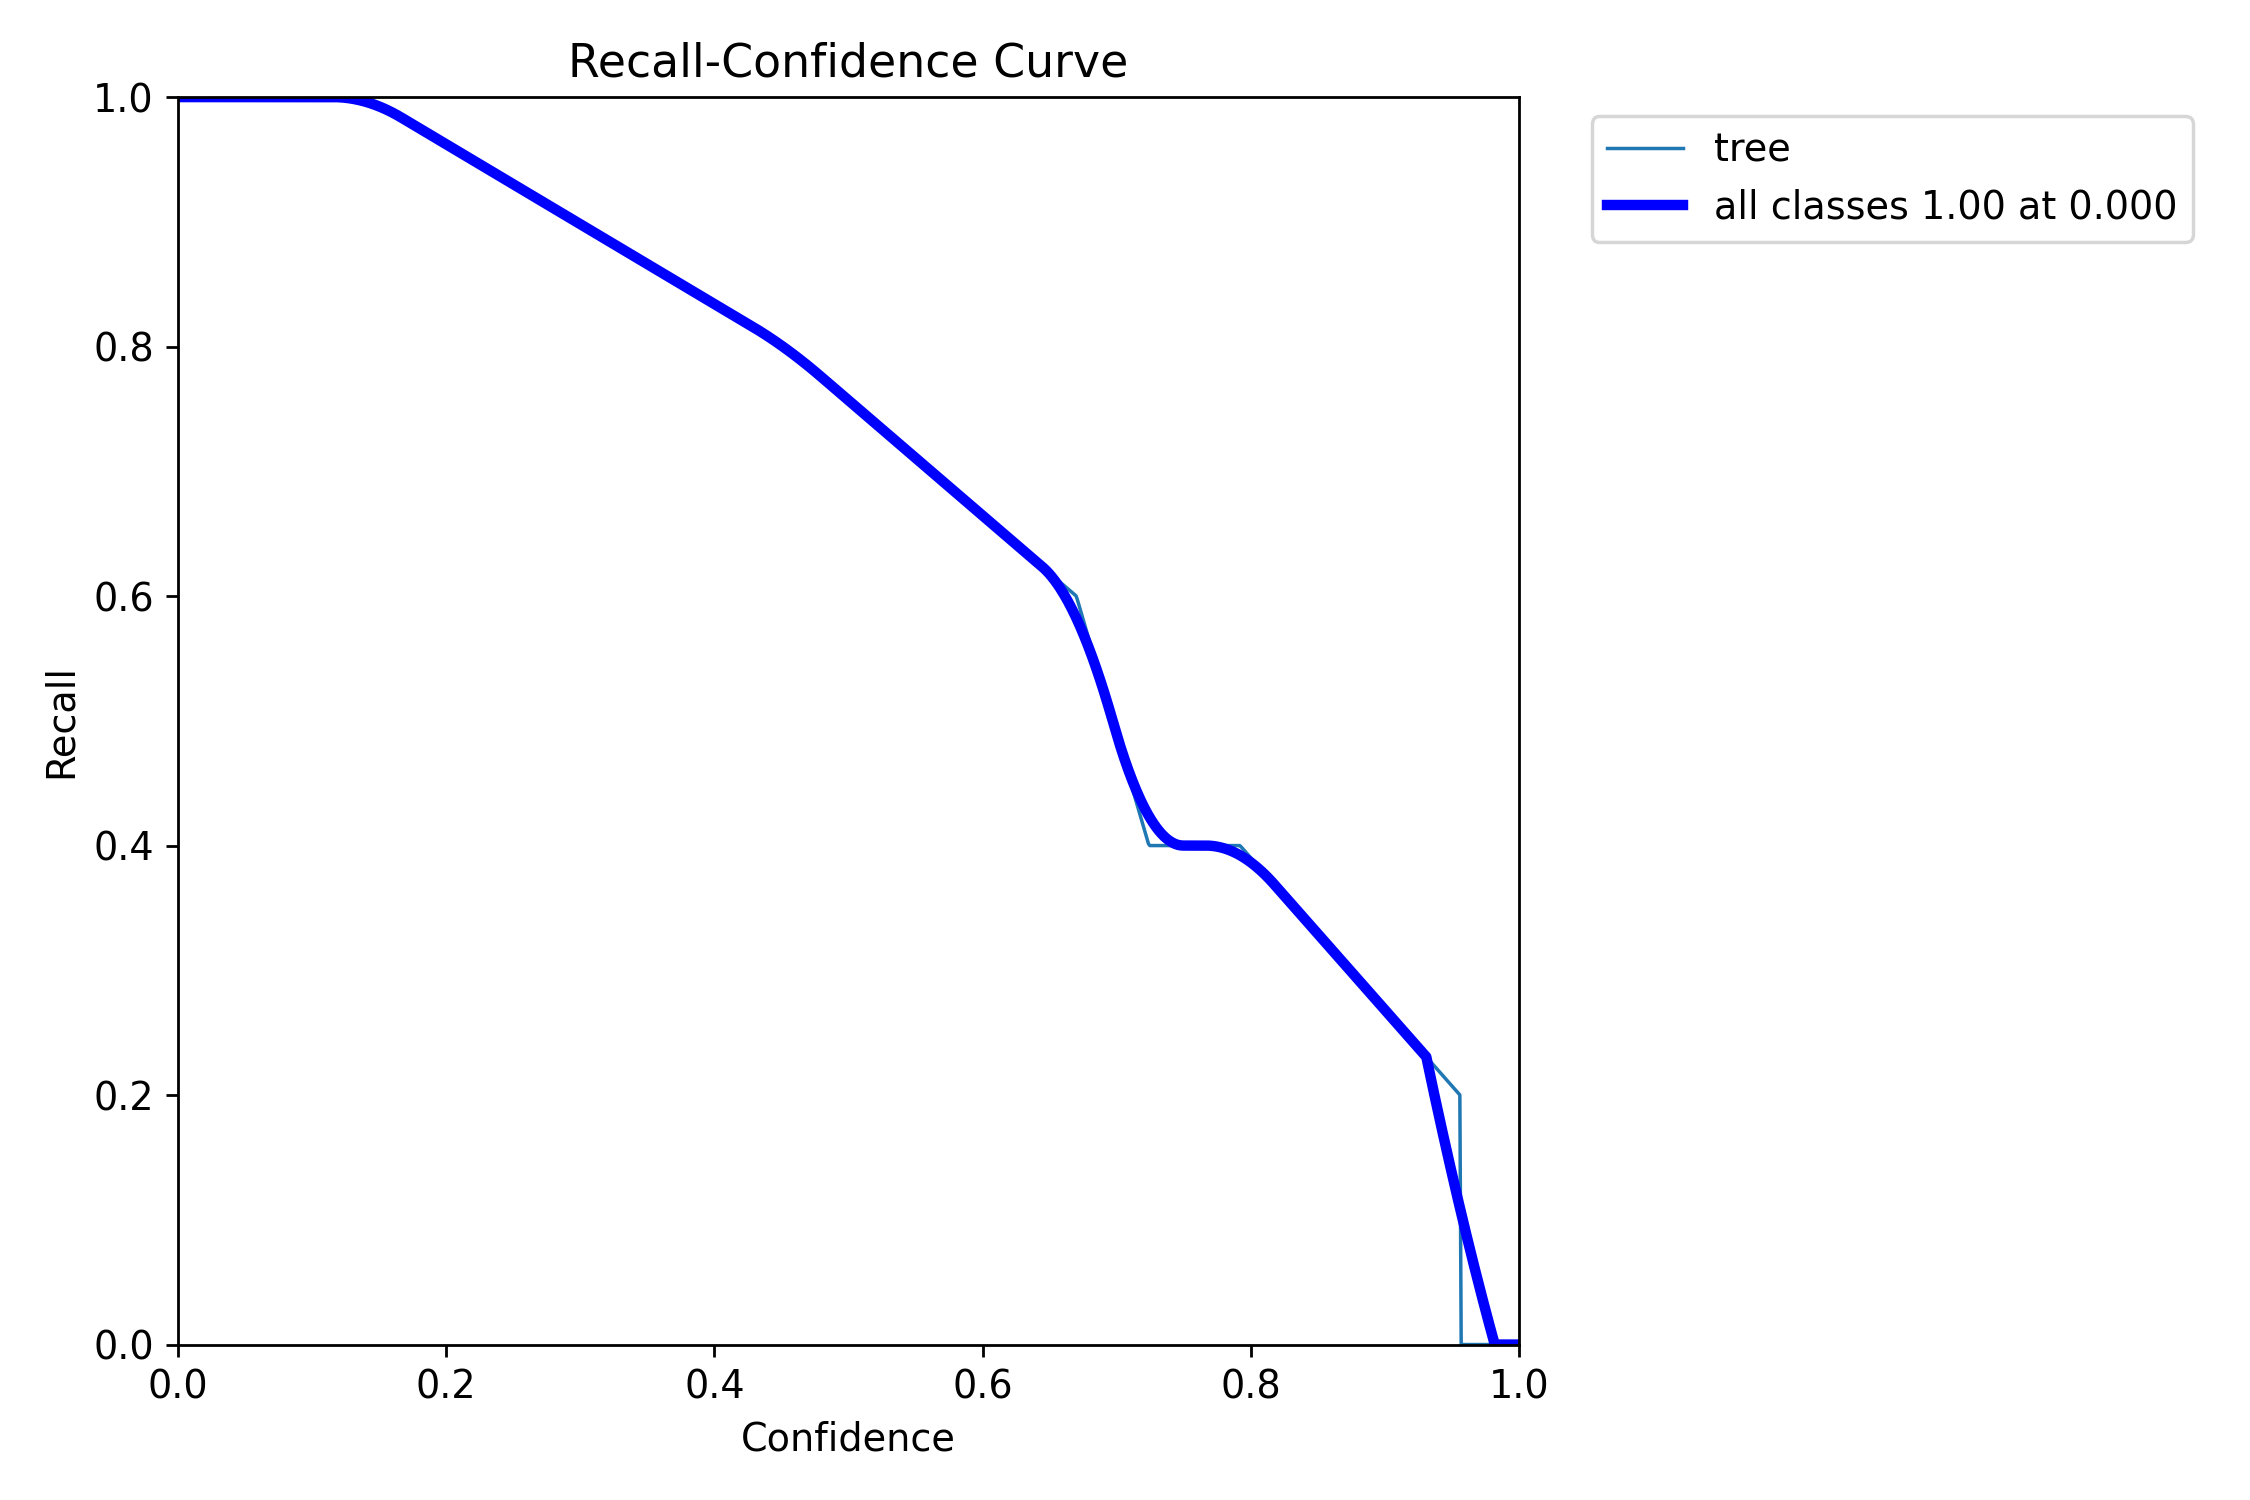 Recall-Confidence Curve
tree
all classes 1.00 at 0.000
1.0
0.8
0.6
0.4
0.2
0.0
Recall
0.0 0.2 0.4 0.6 0.8 1.0
Confidence